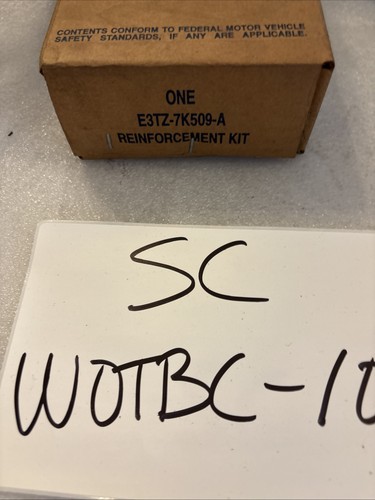 CONTENTS CONFORM TO FEDERAL MOTOR VEHICLE
SAFETY STANDARDS, IF ANY ARE APPLICABLE.
ONE
E3TZ-7K509-A
REINFORCEMENT KIT
SC
WOTBC-10